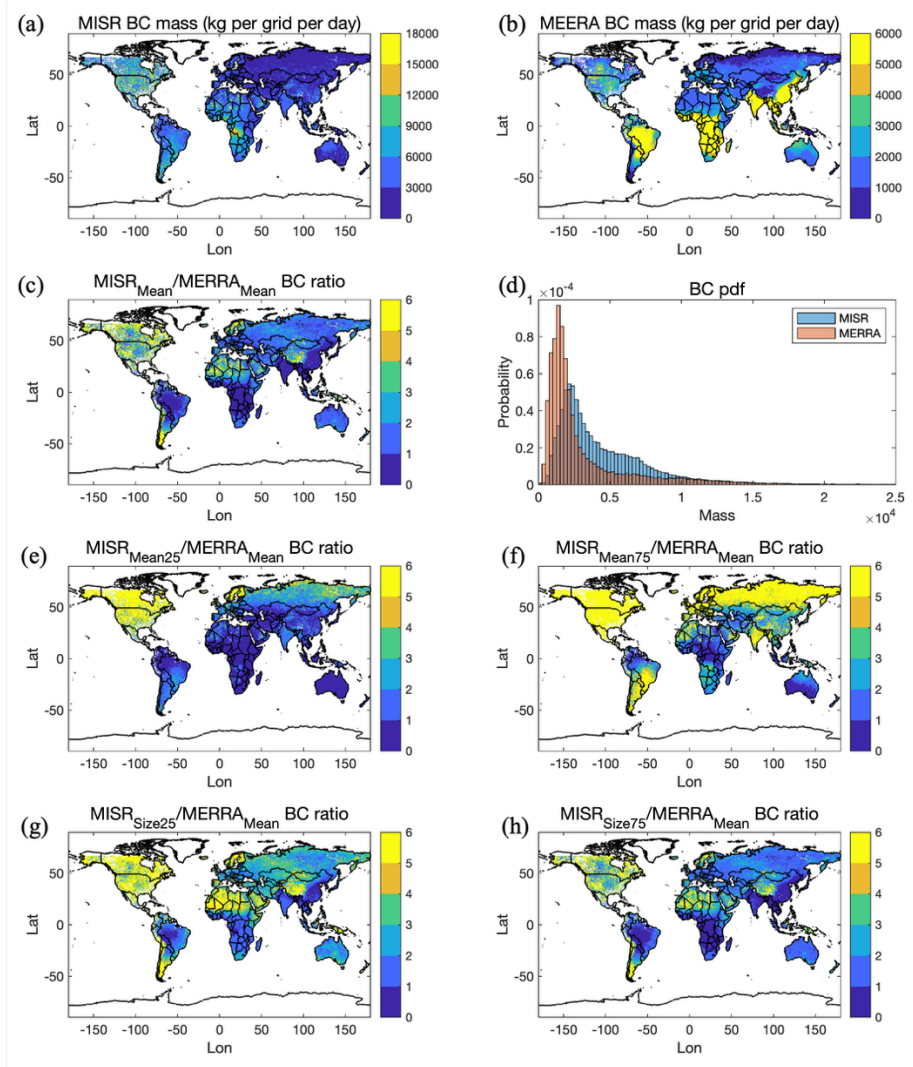 (a) MISR BC mass (kg per grid per day)
18000
15000
12000
9000
6000
3000
0
50
0
-50
Lat
-150 -100 -50 0 50 100 150
Lon
(b) MEERA BC mass (kg per grid per day)
6000
5000
4000
3000
2000
1000
0
50
0
-50
Lat
-150 -100 -50 0 50 100 150
Lon
(c) MISR_Mean/MERRA_Mean BC ratio
6
5
4
3
2
1
0
50
0
-50
Lat
-150 -100 -50 0 50 100 150
Lon
(d) ×10^-4 BC pdf
MISR
MERRA
1
0.8
0.6
0.4
0.2
0
Probability
0 0.5 1 1.5 2 2.5
Mass ×10^4
(e) MISR_Mean25/MERRA_Mean BC ratio
6
5
4
3
2
1
0
50
0
-50
Lat
-150 -100 -50 0 50 100 150
Lon
(f) MISR_Mean75/MERRA_Mean BC ratio
6
5
4
3
2
1
0
50
0
-50
Lat
-150 -100 -50 0 50 100 150
Lon
(g) MISR_Size25/MERRA_Mean BC ratio
6
5
4
3
2
1
0
50
0
-50
Lat
-150 -100 -50 0 50 100 150
Lon
(h) MISR_Size75/MERRA_Mean BC ratio
6
5
4
3
2
1
0
50
0
-50
Lat
-150 -100 -50 0 50 100 150
Lon